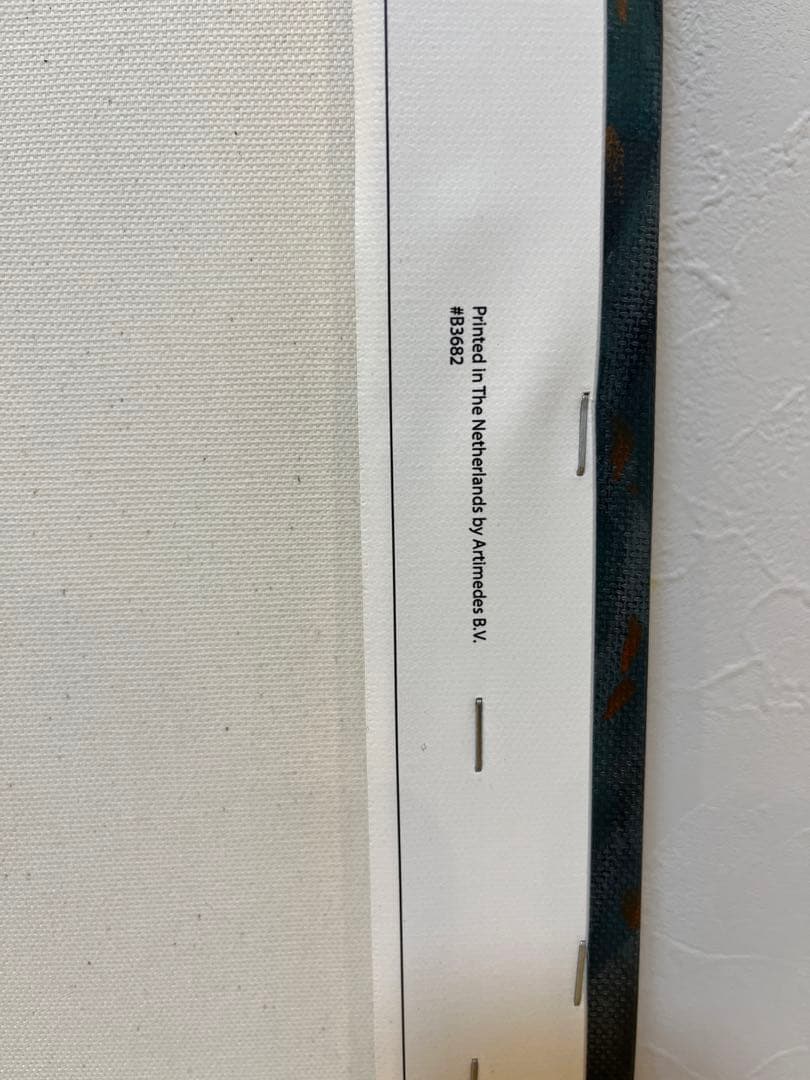 Printed in The Netherlands by Artimedes B.V.
#B3682